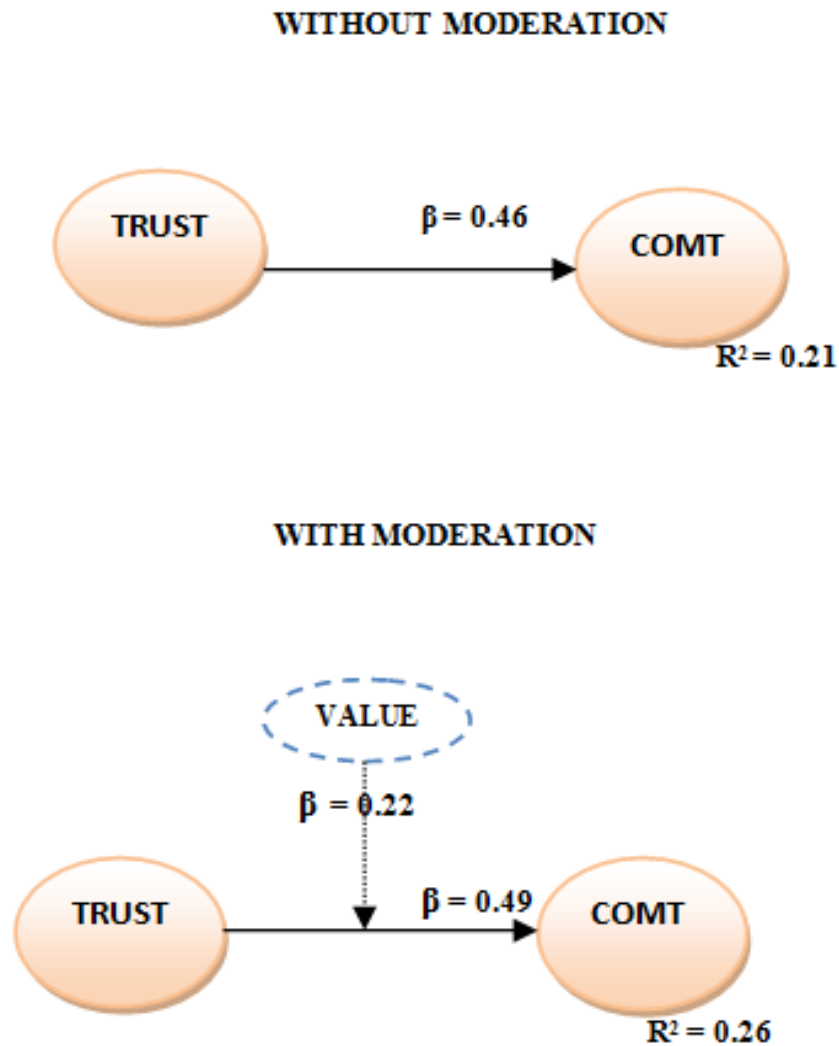 WITHOUT MODERATION
TRUST
β = 0.46
COMT
R² = 0.21
WITH MODERATION
VALUE
β = 0.22
TRUST
β = 0.49
COMT
R² = 0.26